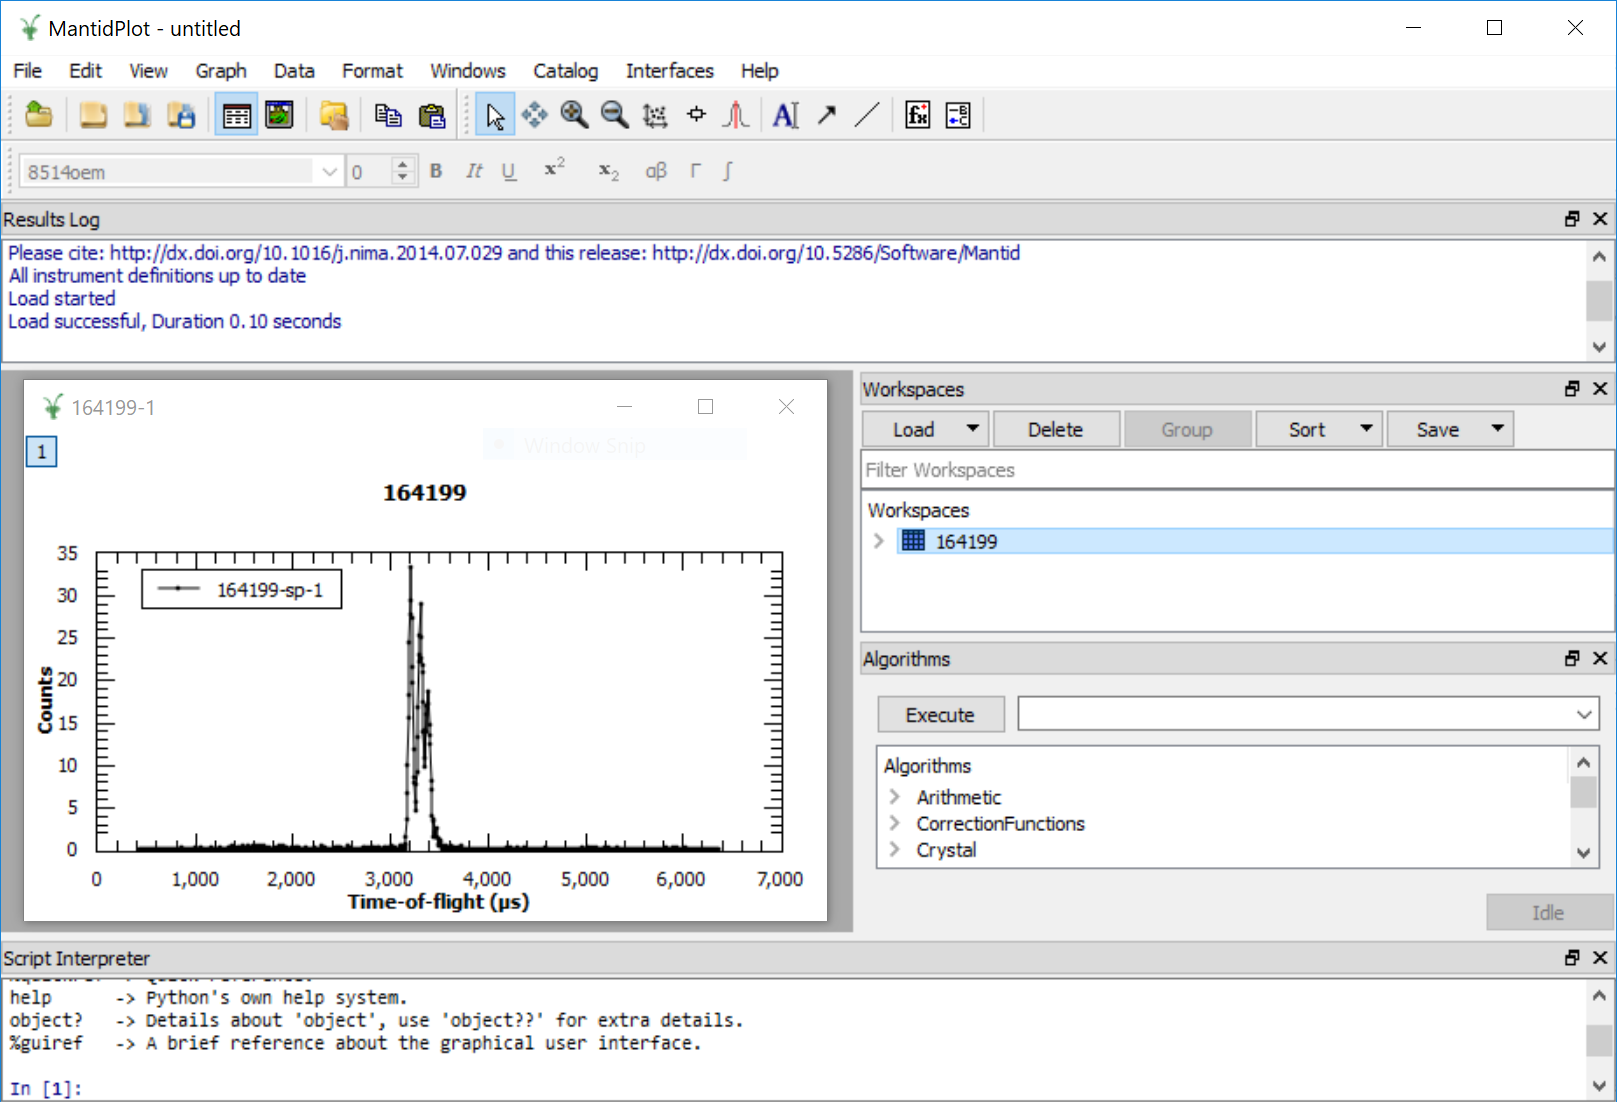 MantidPlot - untitled
File Edit View Graph Data Format Windows Catalog Interfaces Help
8514oem 0 B It U x2 x2 αβ Γ ∫
Results Log
Please cite: http://dx.doi.org/10.1016/j.nima.2014.07.029 and this release: http://dx.doi.org/10.5286/Software/Mantid
All instrument definitions up to date
Load started
Load successful, Duration 0.10 seconds
164199-1
1
Window Snip
164199
164199-sp-1
35
30
25
20
15
10
5
0
Counts
0 1,000 2,000 3,000 4,000 5,000 6,000 7,000
Time-of-flight (µs)
Workspaces
Load Delete Group Sort Save
Filter Workspaces
Workspaces
164199
Algorithms
Execute
Algorithms
Arithmetic
CorrectionFunctions
Crystal
Idle
Script Interpreter
help -> Python's own help system.
object? -> Details about 'object', use 'object??' for extra details.
%guiref -> A brief reference about the graphical user interface.
In [1]: